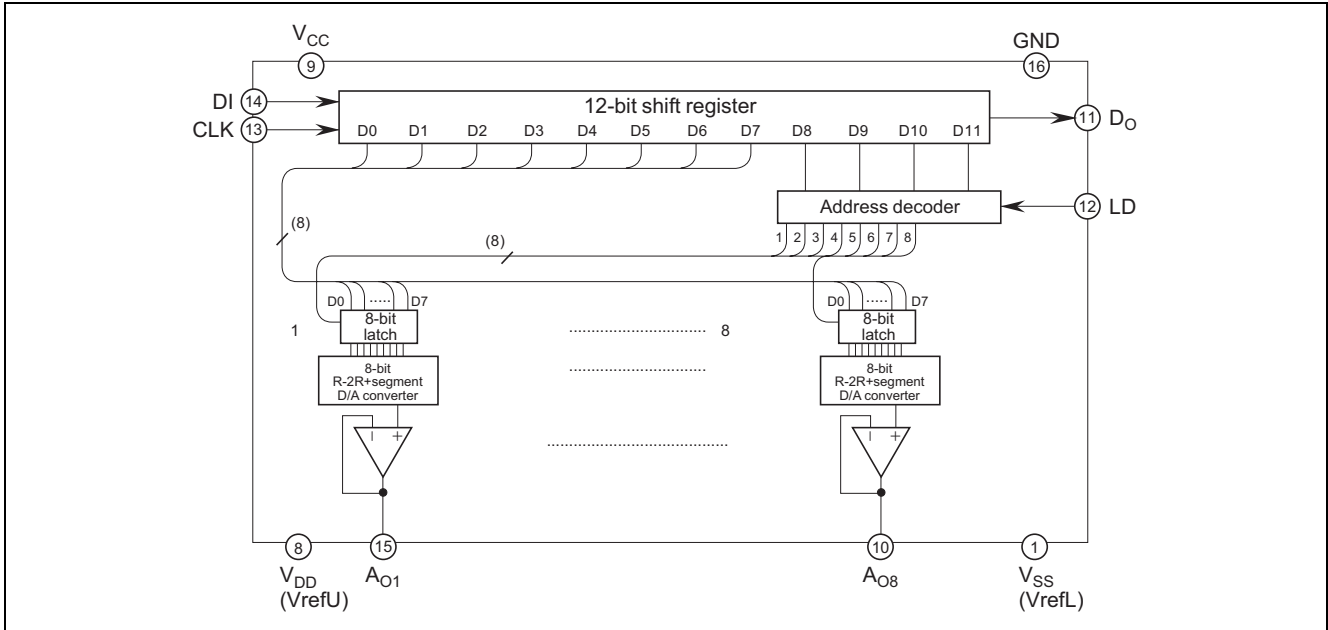 VCC
GND
9
16
DI 14
12-bit shift register
11 DO
CLK 13
D0 D1 D2 D3 D4 D5 D6 D7 D8 D9 D10 D11
Address decoder
12 LD
(8)
1 2 3 4 5 6 7 8
(8)
D0 ..... D7
D0 ..... D7
1
8-bit
latch
............................ 8
8-bit
latch
8-bit
R-2R+segment
D/A converter
............................
8-bit
R-2R+segment
D/A converter
− +
.....................................
− +
8
15
10
1
VDD
(VrefU)
AO1
AO8
VSS
(VrefL)